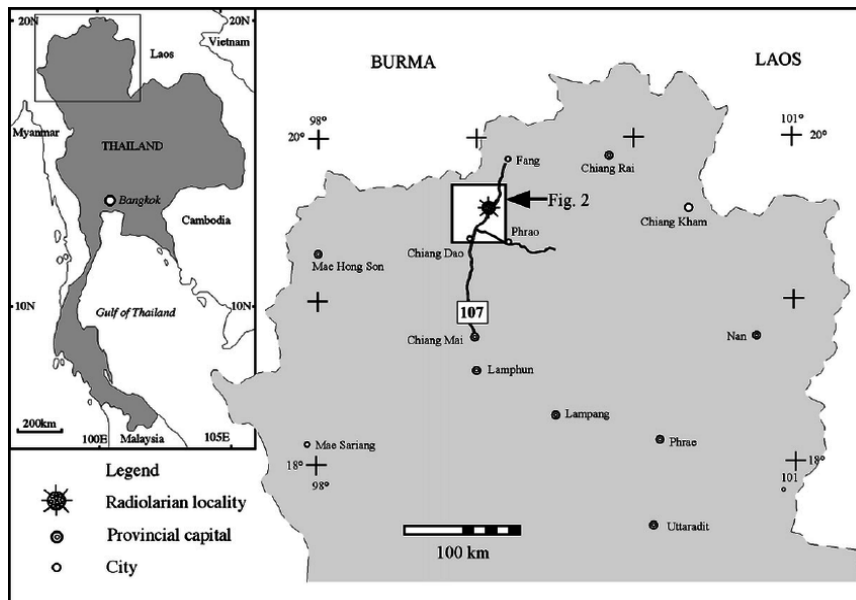 20N
Laos
Vietnam
Myanmar
THAILAND
Bangkok
Cambodia
10N
Gulf of Thailand
10N
200km
100E
Malaysia
105E
BURMA
LAOS
98°
101°
20°
20°
Fang
Chiang Rai
Fig. 2
Chiang Kham
Phrao
Chiang Dao
Mae Hong Son
107
Chiang Mai
Nan
Lamphun
Lampang
Mae Sariang
Phrae
18°
18°
98°
101
Uttaradit
100 km
Legend
Radiolarian locality
Provincial capital
City